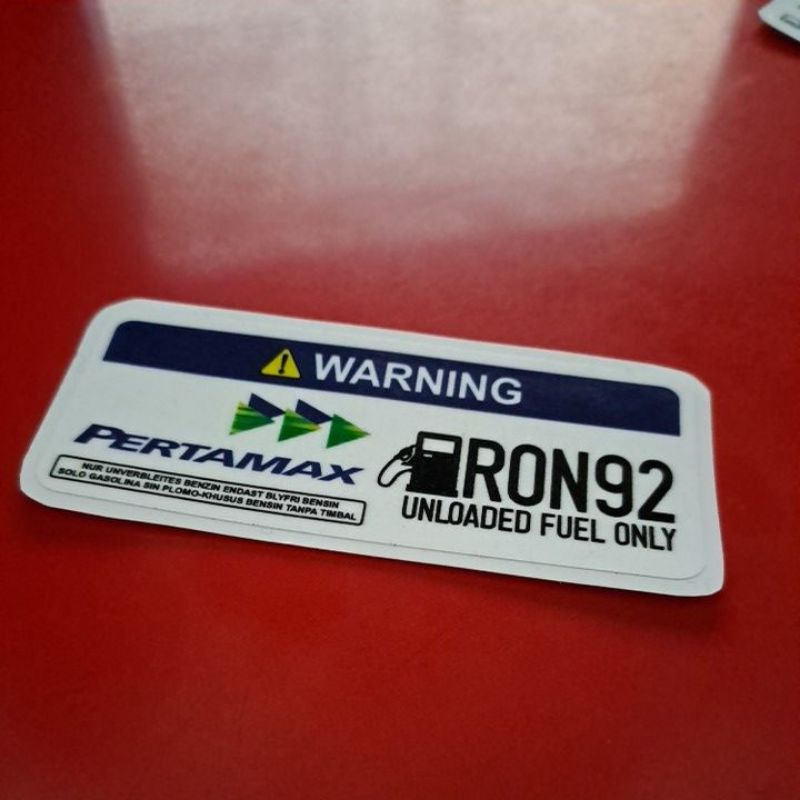 WARNING
PERTAMAX
NUR UNVERBLEITES BENZIN ENDAST BLYFRI BENSIN
SOLO GASOLINA SIN PLOMO-KHUSUS BENSIN TANPA TIMBAL
RON92
UNLOADED FUEL ONLY